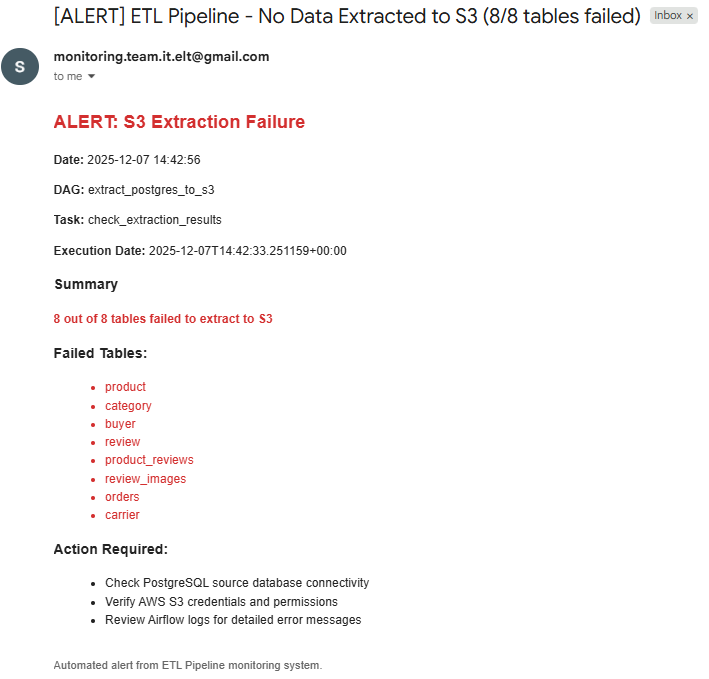 [ALERT] ETL Pipeline - No Data Extracted to S3 (8/8 tables failed) Inbox ×
S
monitoring.team.it.elt@gmail.com
to me
ALERT: S3 Extraction Failure
Date: 2025-12-07 14:42:56
DAG: extract_postgres_to_s3
Task: check_extraction_results
Execution Date: 2025-12-07T14:42:33.251159+00:00
Summary
8 out of 8 tables failed to extract to S3
Failed Tables:
• product
• category
• buyer
• review
• product_reviews
• review_images
• orders
• carrier
Action Required:
• Check PostgreSQL source database connectivity
• Verify AWS S3 credentials and permissions
• Review Airflow logs for detailed error messages
Automated alert from ETL Pipeline monitoring system.